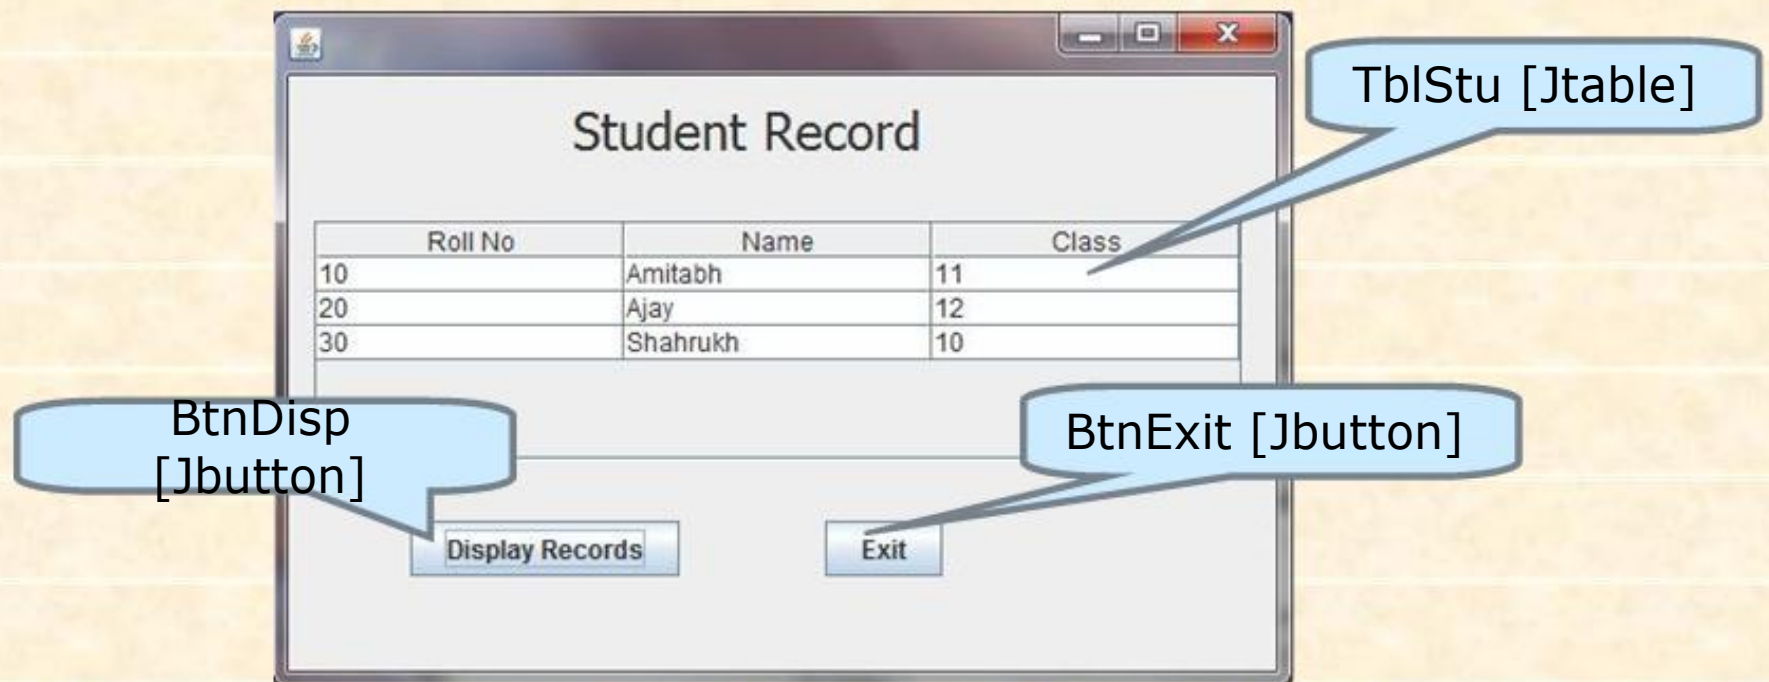 TblStu [Jtable]
Student Record
Roll No Name Class
10 Amitabh 11
20 Ajay 12
30 Shahrukh 10
BtnDisp
[Jbutton]
BtnExit [Jbutton]
Display Records Exit